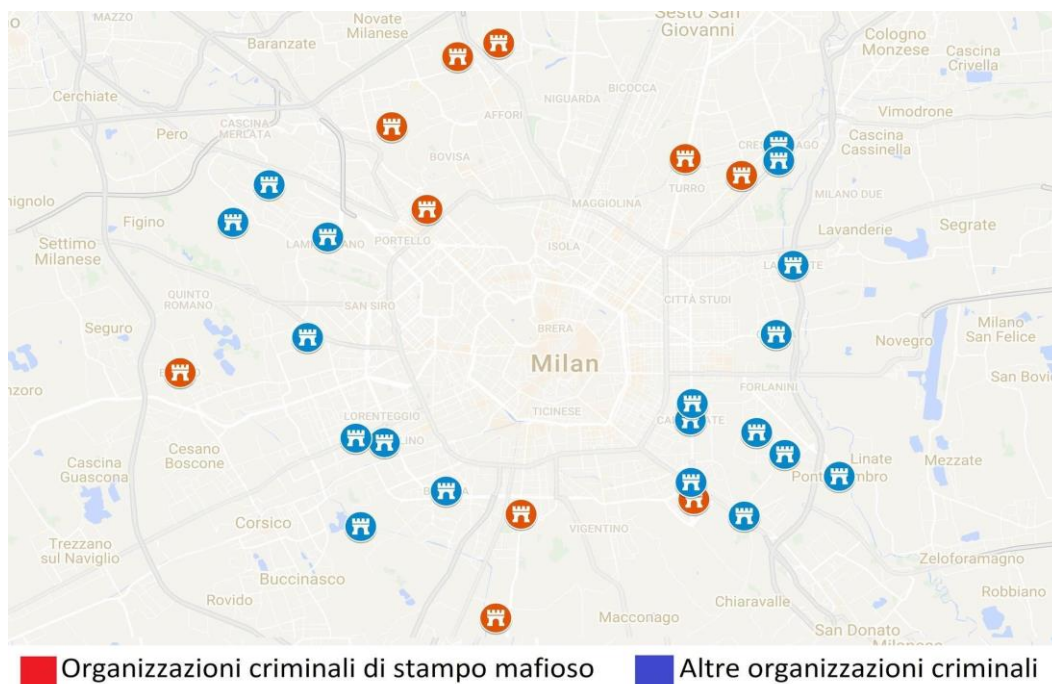 MAZZO
Novate
Milanese
Baranzate
Sesto San
Giovanni
Cologno
Monzese
Cascina
Crivella
Cerchiate
BICOCCA
NIGUARDA
AFFORI
Vimodrone
Pero
CASCINA
MERLATA
BOVISA
Cascina
Cassinella
TURRO
MILANO DUE
MAGGIOLINA
Figino
Segrate
Lavanderie
Settimo
Milanese
PORTELLO
ISOLA
QUINTO
ROMANO
SAN SIRO
CITTÀ STUDI
Seguro
BRERA
Milano
San Felice
Novegro
Milan
San Bovi
FORLANINI
TICINESE
LORENTEGGIO
Cesano
Boscone
Linate
Mezzate
Cascina
Guascona
Corsico
VIGENTINO
Trezzano
sul Naviglio
Zeloforamagno
Buccinasco
Robbiano
Rovido
Chiaravalle
Macconago
San Donato
Organizzazioni criminali di stampo mafioso
Altre organizzazioni criminali